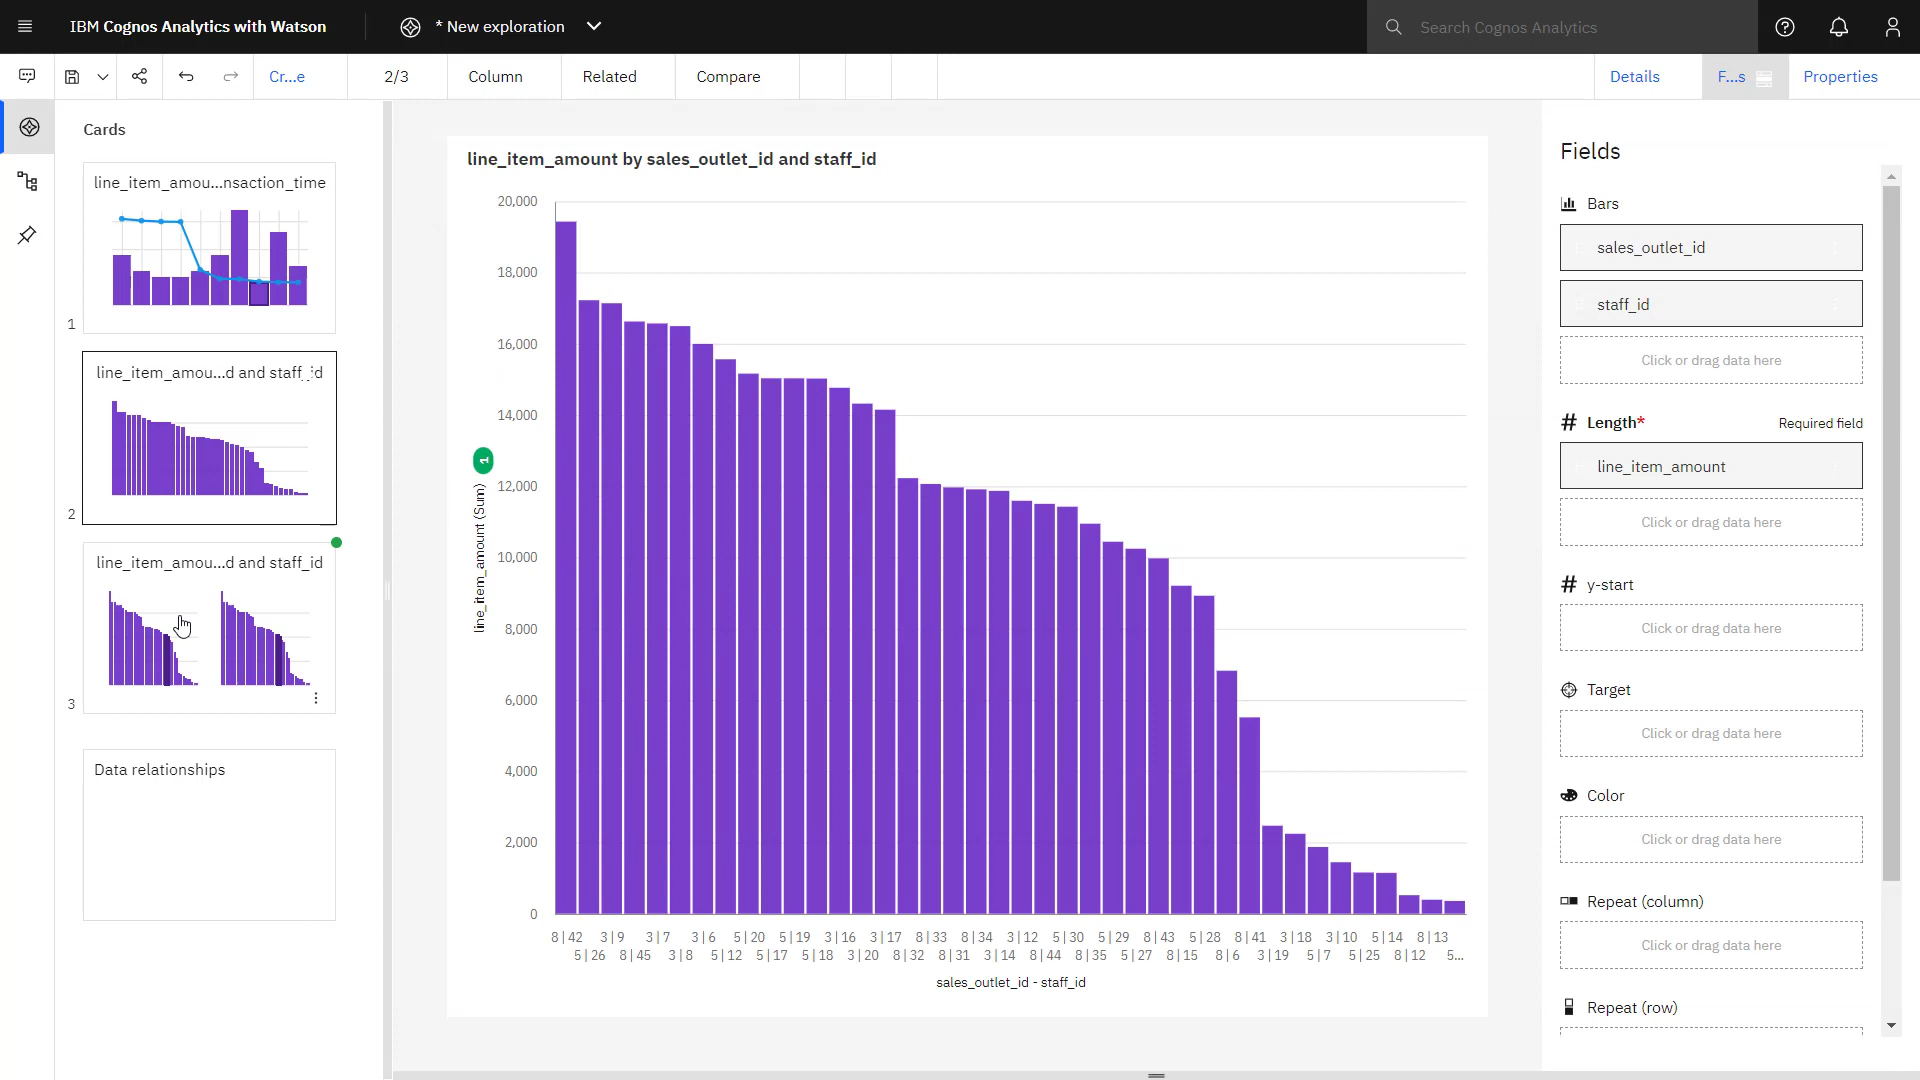 IBM Cognos Analytics with Watson
* New exploration
Search Cognos Analytics
Cr...e
2/3
Column
Related
Compare
Details
F...s
Properties
Cards
line_item_amou...nsaction_time
1
line_item_amou...d and staff_id
2
line_item_amou...d and staff_id
3
Data relationships
line_item_amount by sales_outlet_id and staff_id
20,000
18,000
16,000
14,000
12,000
10,000
8,000
6,000
4,000
2,000
0
1
line_item_amount (Sum)
8|42 3|9 3|7 3|6 5|20 5|19 3|16 3|17 8|33 8|34 3|12 5|30 5|29 8|43 5|28 8|41 3|18 3|10 5|14 8|13
5|26 8|45 3|8 5|12 5|17 5|18 3|20 8|32 8|31 3|14 8|44 8|35 5|27 8|15 8|6 3|19 5|7 5|25 8|12 5...
sales_outlet_id - staff_id
Fields
Bars
sales_outlet_id
staff_id
Click or drag data here
Length* Required field
line_item_amount
Click or drag data here
y-start
Click or drag data here
Target
Click or drag data here
Color
Click or drag data here
Repeat (column)
Click or drag data here
Repeat (row)